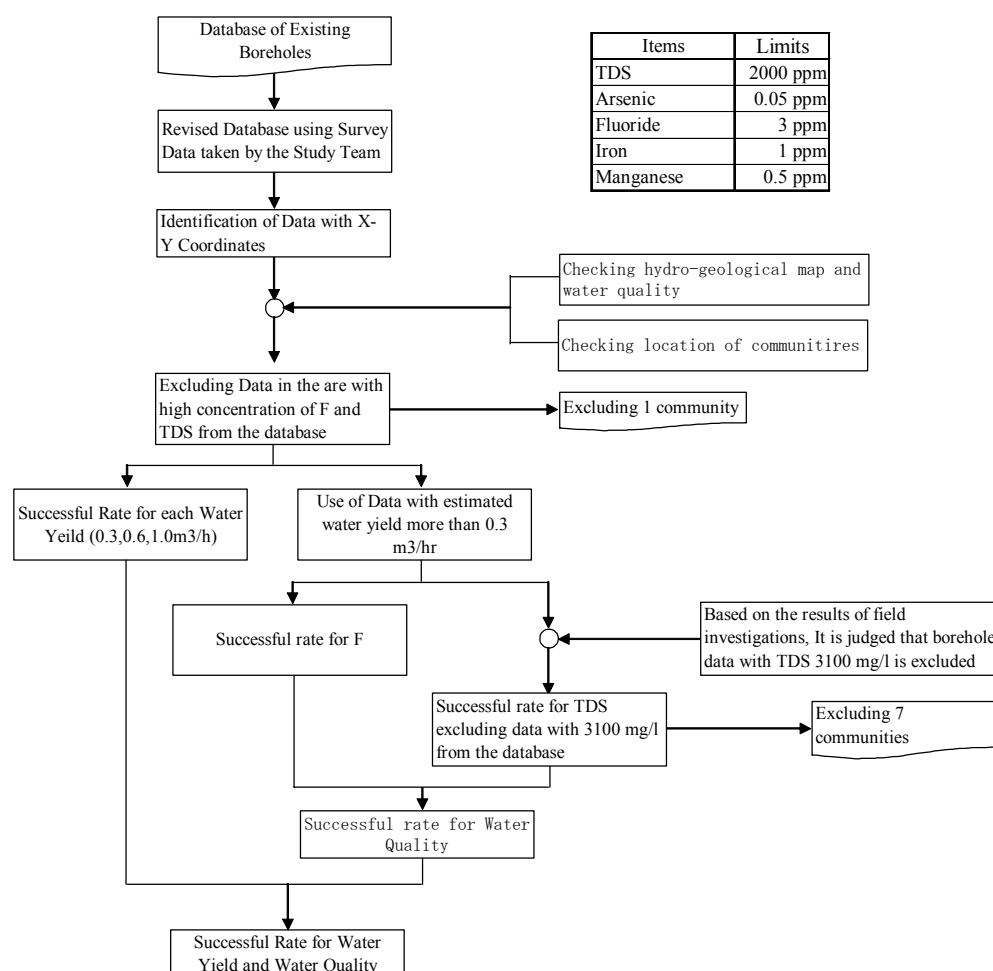 Database of Existing
Boreholes
Items Limits
TDS 2000 ppm
Arsenic 0.05 ppm
Fluoride 3 ppm
Iron 1 ppm
Manganese 0.5 ppm
Revised Database using Survey
Data taken by the Study Team
Identification of Data with X-
Y Coordinates
Checking hydro-geological map and
water quality
Checking location of communitires
Excluding Data in the are with
high concentration of F and
TDS from the database
Excluding 1 community
Successful Rate for each Water
Yeild (0.3,0.6,1.0m3/h)
Use of Data with estimated
water yield more than 0.3
m3/hr
Successful rate for F
Based on the results of field
investigations, It is judged that borehole
data with TDS 3100 mg/l is excluded
Successful rate for TDS
excluding data with 3100 mg/l
from the database
Excluding 7
communities
Successful rate for Water
Quality
Successful Rate for Water
Yield and Water Quality